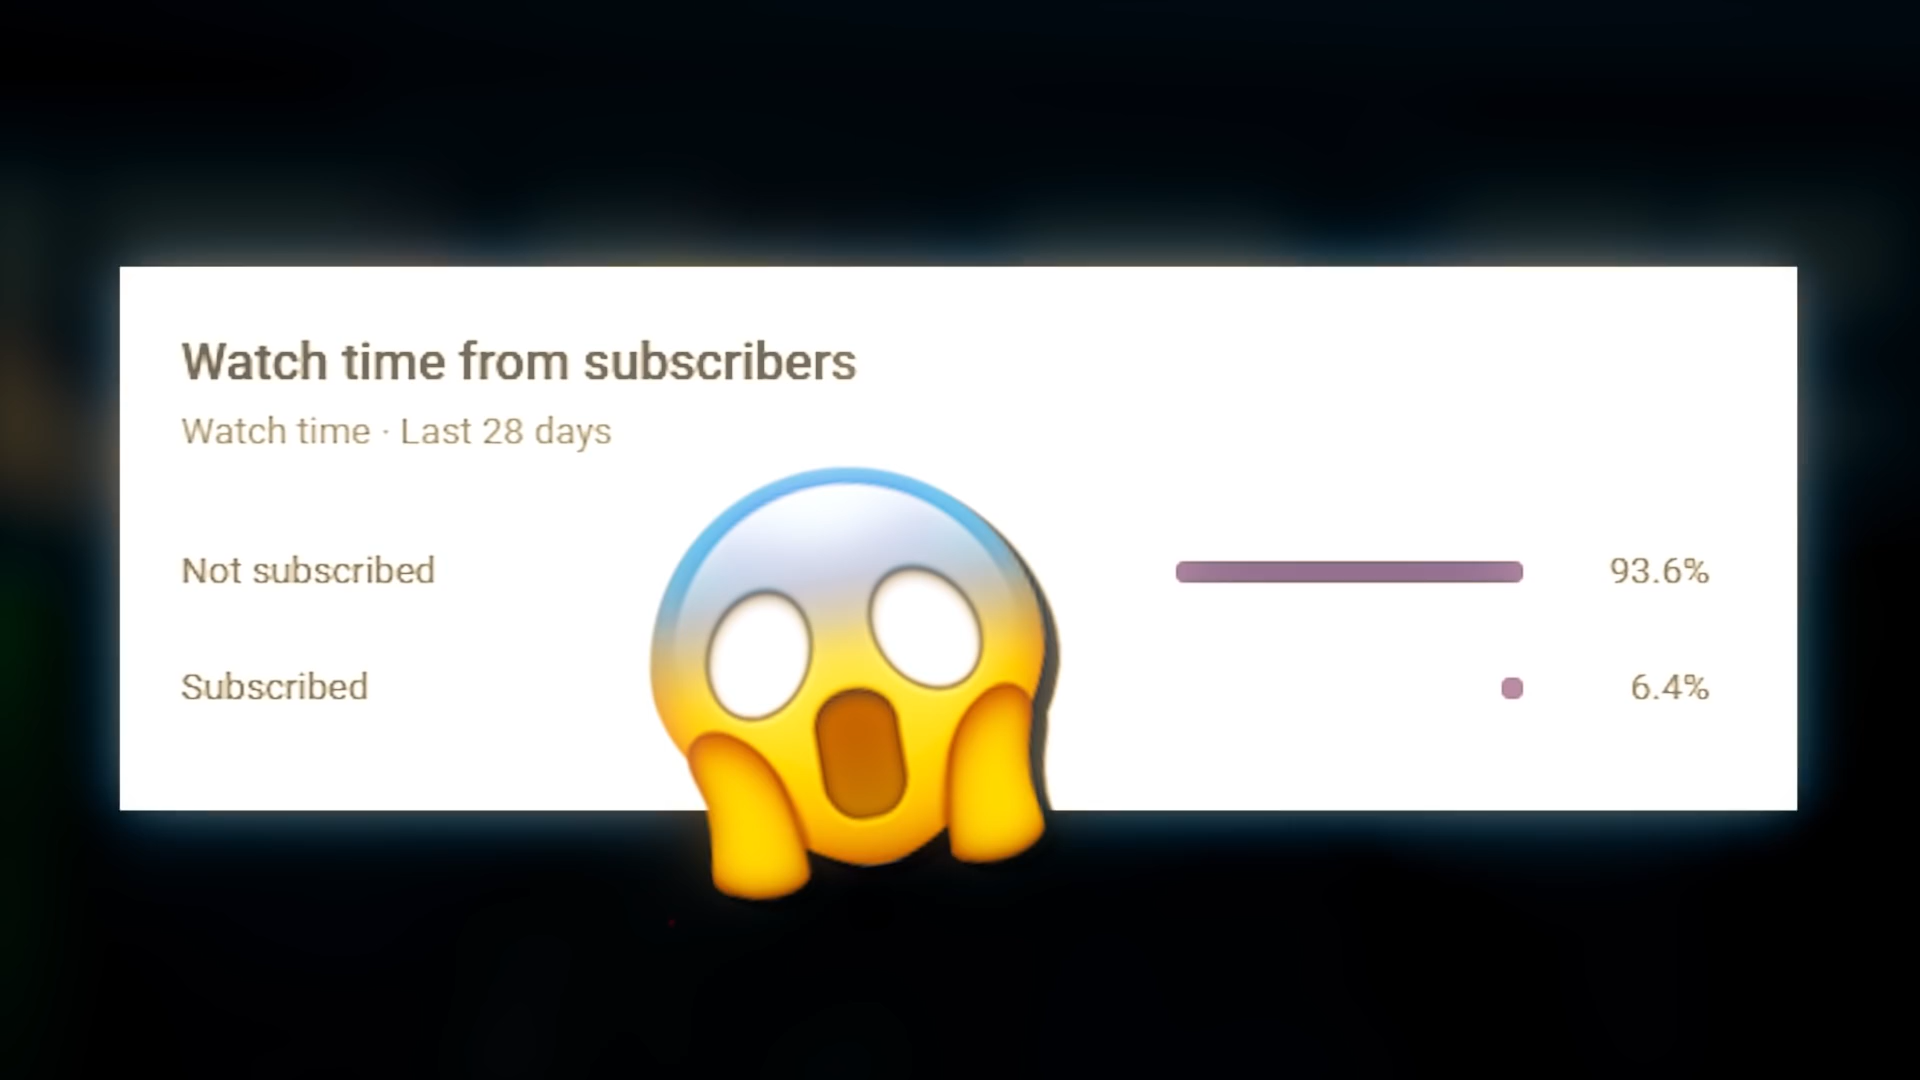 Watch time from subscribers
Watch time · Last 28 days
Not subscribed 93.6%
Subscribed 6.4%